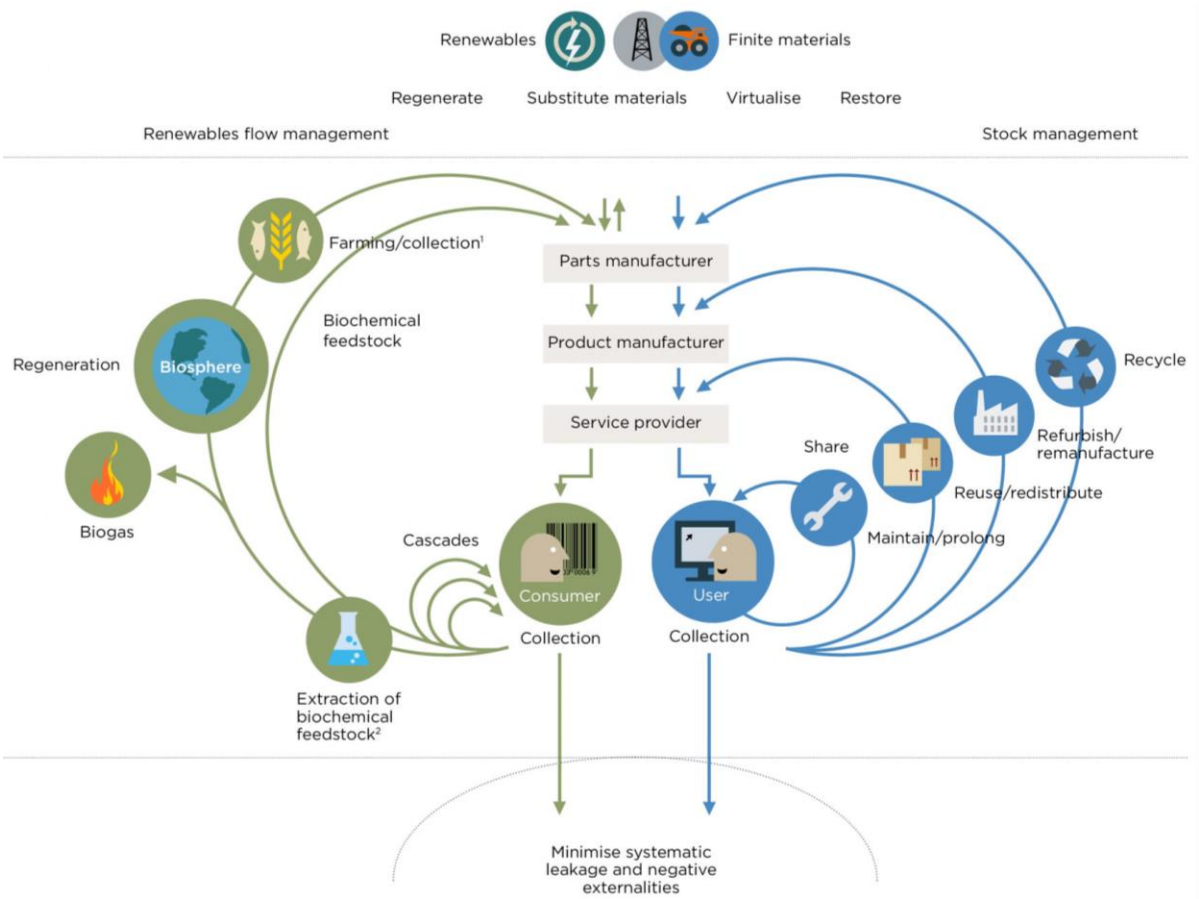 Renewables
Finite materials
Regenerate
Substitute materials
Virtualise
Restore
Renewables flow management
Stock management
Farming/collection¹
Parts manufacturer
Biochemical
feedstock
Product manufacturer
Regeneration
Biosphere
Recycle
Service provider
Share
Refurbish/
remanufacture
Reuse/redistribute
Biogas
Cascades
Maintain/prolong
Consumer
User
Collection
Collection
Extraction of
biochemical
feedstock²
Minimise systematic
leakage and negative
externalities